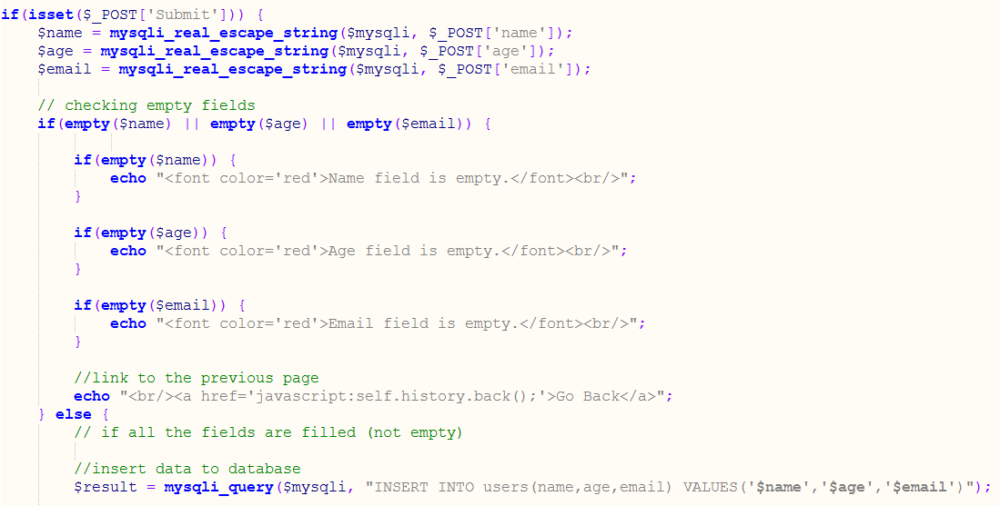 if(isset($_POST['Submit'])) {
    $name = mysqli_real_escape_string($mysqli, $_POST['name']);
    $age = mysqli_real_escape_string($mysqli, $_POST['age']);
    $email = mysqli_real_escape_string($mysqli, $_POST['email']);
    // checking empty fields
    if(empty($name) || empty($age) || empty($email)) {
        if(empty($name)) {
            echo "<font color='red'>Name field is empty.</font><br/>";
        }
        if(empty($age)) {
            echo "<font color='red'>Age field is empty.</font><br/>";
        }
        if(empty($email)) {
            echo "<font color='red'>Email field is empty.</font><br/>";
        }
        //link to the previous page
        echo "<br/><a href='javascript:self.history.back();'>Go Back</a>";
    } else {
        // if all the fields are filled (not empty)
        //insert data to database
        $result = mysqli_query($mysqli, "INSERT INTO users(name,age,email) VALUES('$name','$age','$email')");